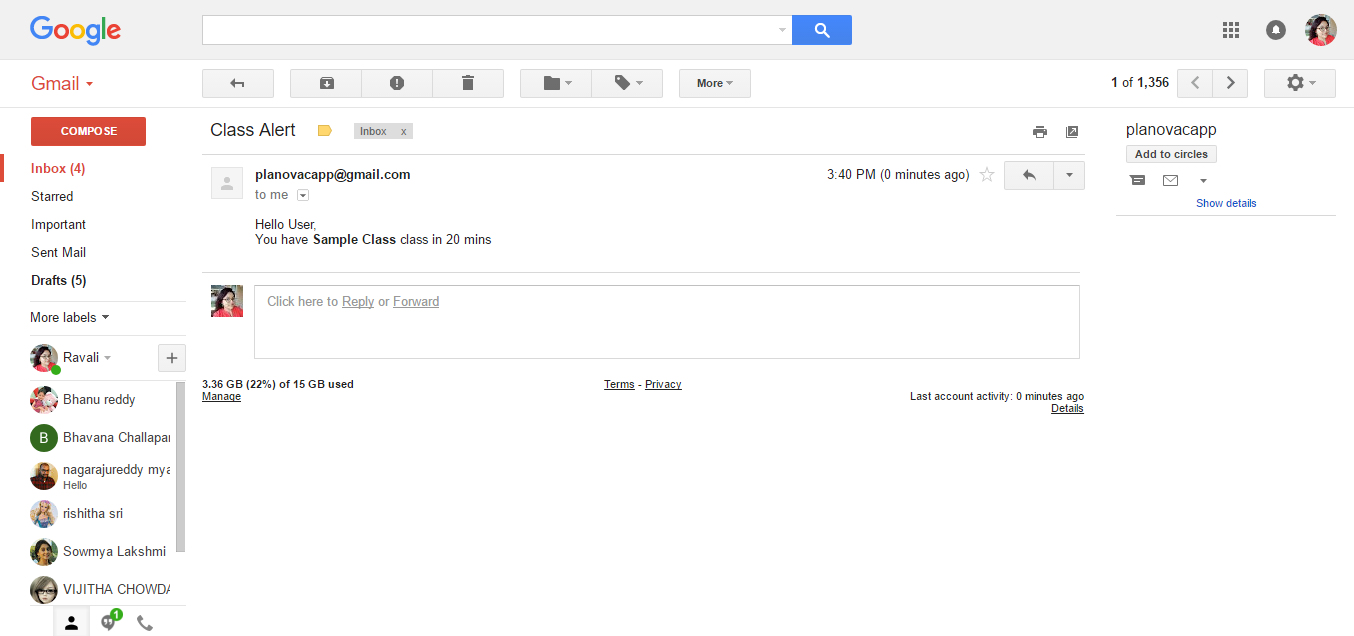 Google
Gmail
More
1 of 1,356
COMPOSE
Inbox (4)
Starred
Important
Sent Mail
Drafts (5)
More labels
Ravali
Bhanu reddy
B
Bhavana Challapa
nagarajureddy mya
Hello
rishitha sri
Sowmya Lakshmi
VIJITHA CHOWDA
1
Class Alert
Inbox x
planovacapp@gmail.com
3:40 PM (0 minutes ago)
to me
Hello User,
You have Sample Class class in 20 mins
Click here to Reply or Forward
3.36 GB (22%) of 15 GB used
Manage
Terms - Privacy
Last account activity: 0 minutes ago
Details
planovacapp
Add to circles
Show details